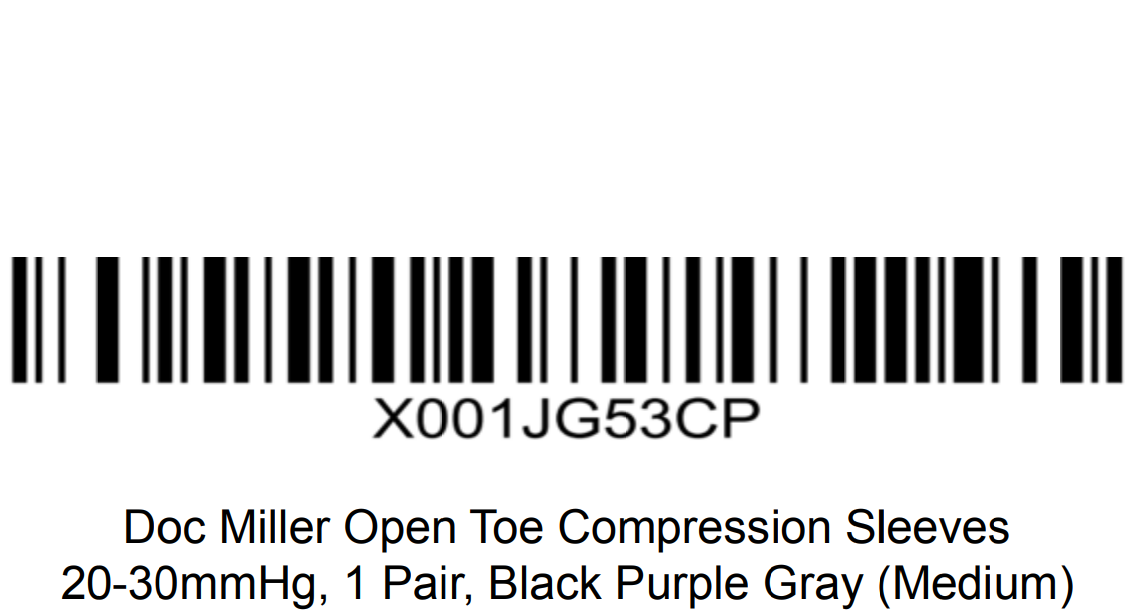 X001JG53CP
Doc Miller Open Toe Compression Sleeves
20-30mmHg, 1 Pair, Black Purple Gray (Medium)